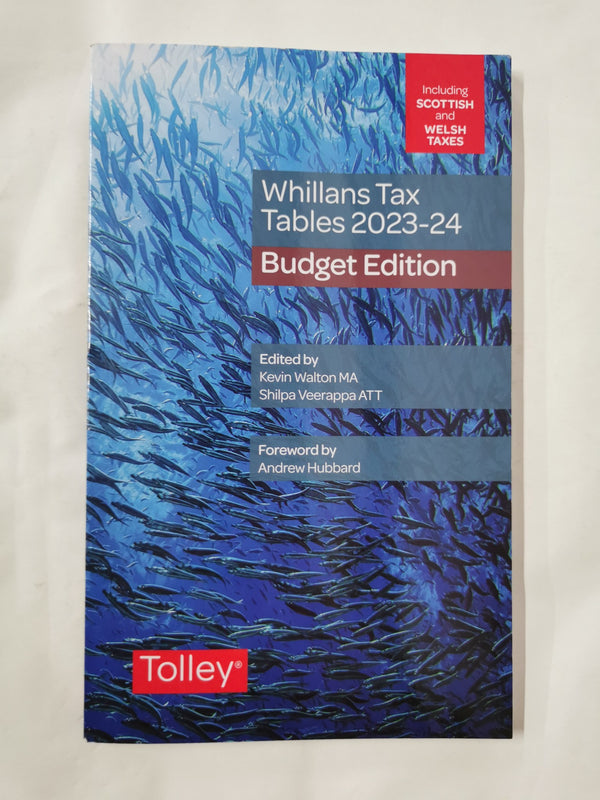 Including
SCOTTISH
and
WELSH
TAXES
Whillans Tax
Tables 2023-24
Budget Edition
Edited by
Kevin Walton MA
Shilpa Veerappa ATT
Foreword by
Andrew Hubbard
Tolley®